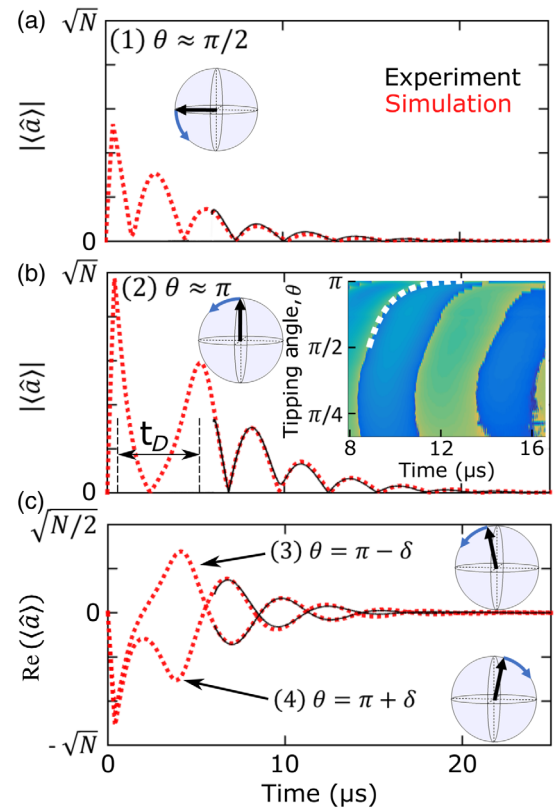 (a)
√N
(1) θ ≈ π/2
Experiment
Simulation
|⟨â⟩|
0
(b)
√N
(2) θ ≈ π
t_D
|⟨â⟩|
0
Tipping angle, θ
π
π/2
π/4
8
12
16
Time (μs)
(c)
√N/2
(3) θ = π − δ
0
Re(⟨â⟩)
(4) θ = π + δ
-√N
0
10
20
Time (μs)